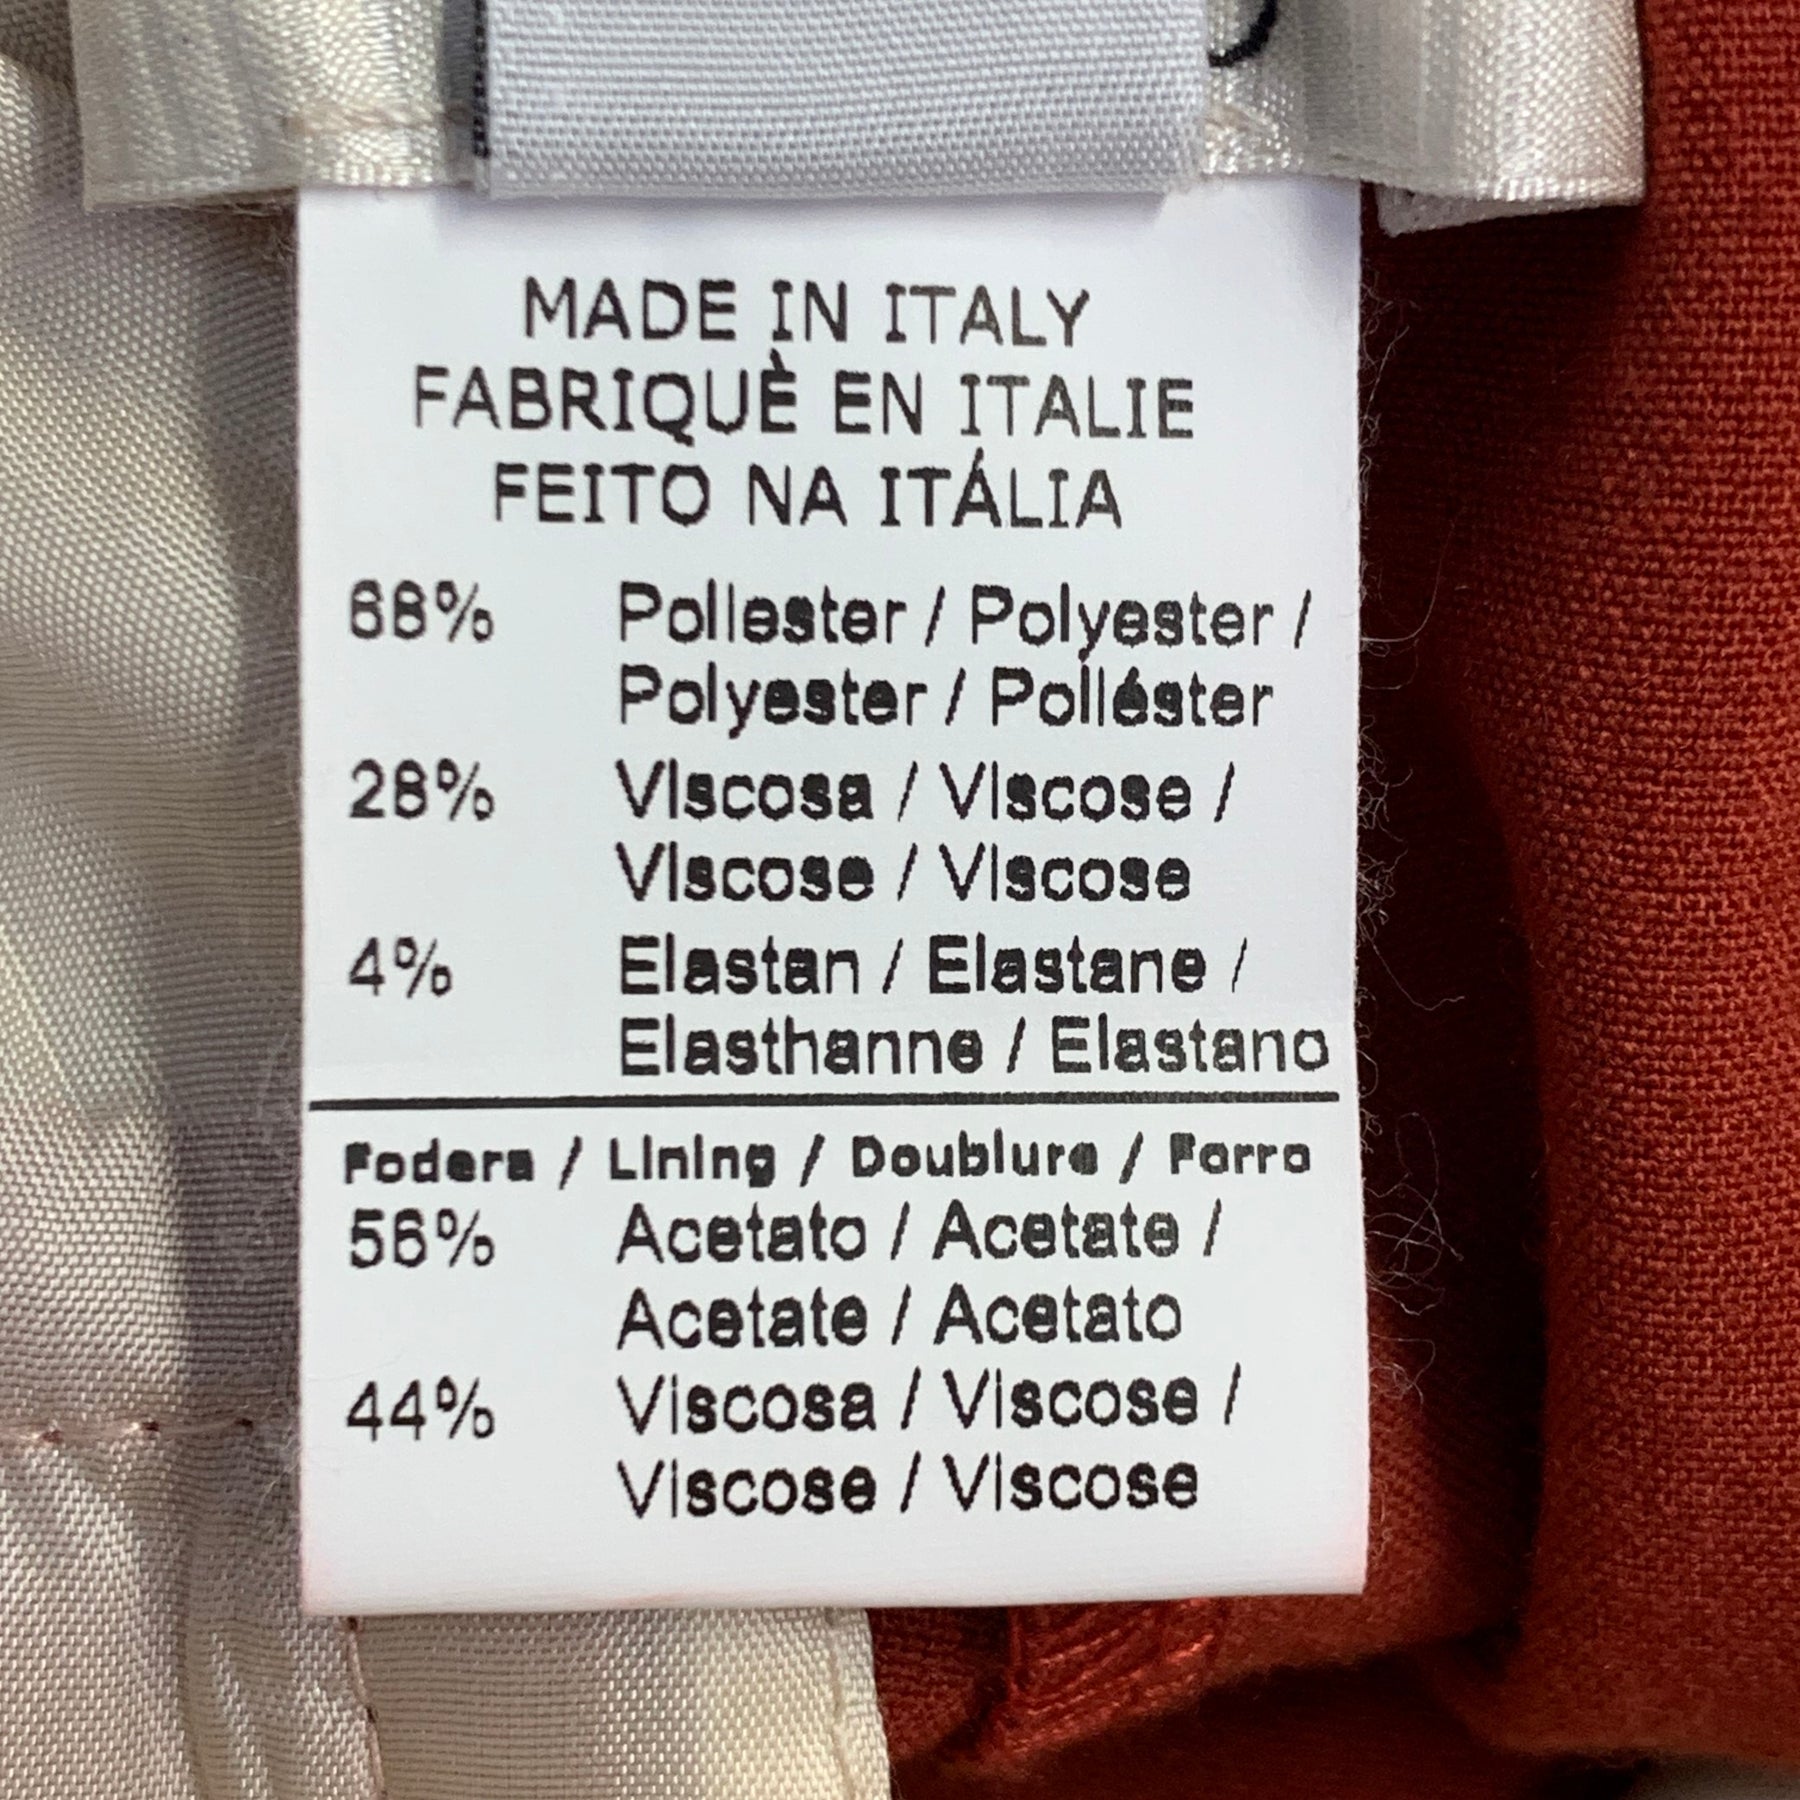 MADE IN ITALY
FABRIQUÈ EN ITALIE
FEITO NA ITÁLIA
68% Poliester / Polyester /
Polyester / Poliéster
28% Viscosa / Viscose /
Viscose / Viscose
4% Elastan / Elastane /
Elasthanne / Elastano
Fodera / Lining / Doublure / Forro
56% Acetato / Acetate /
Acetate / Acetato
44% Viscosa / Viscose /
Viscose / Viscose